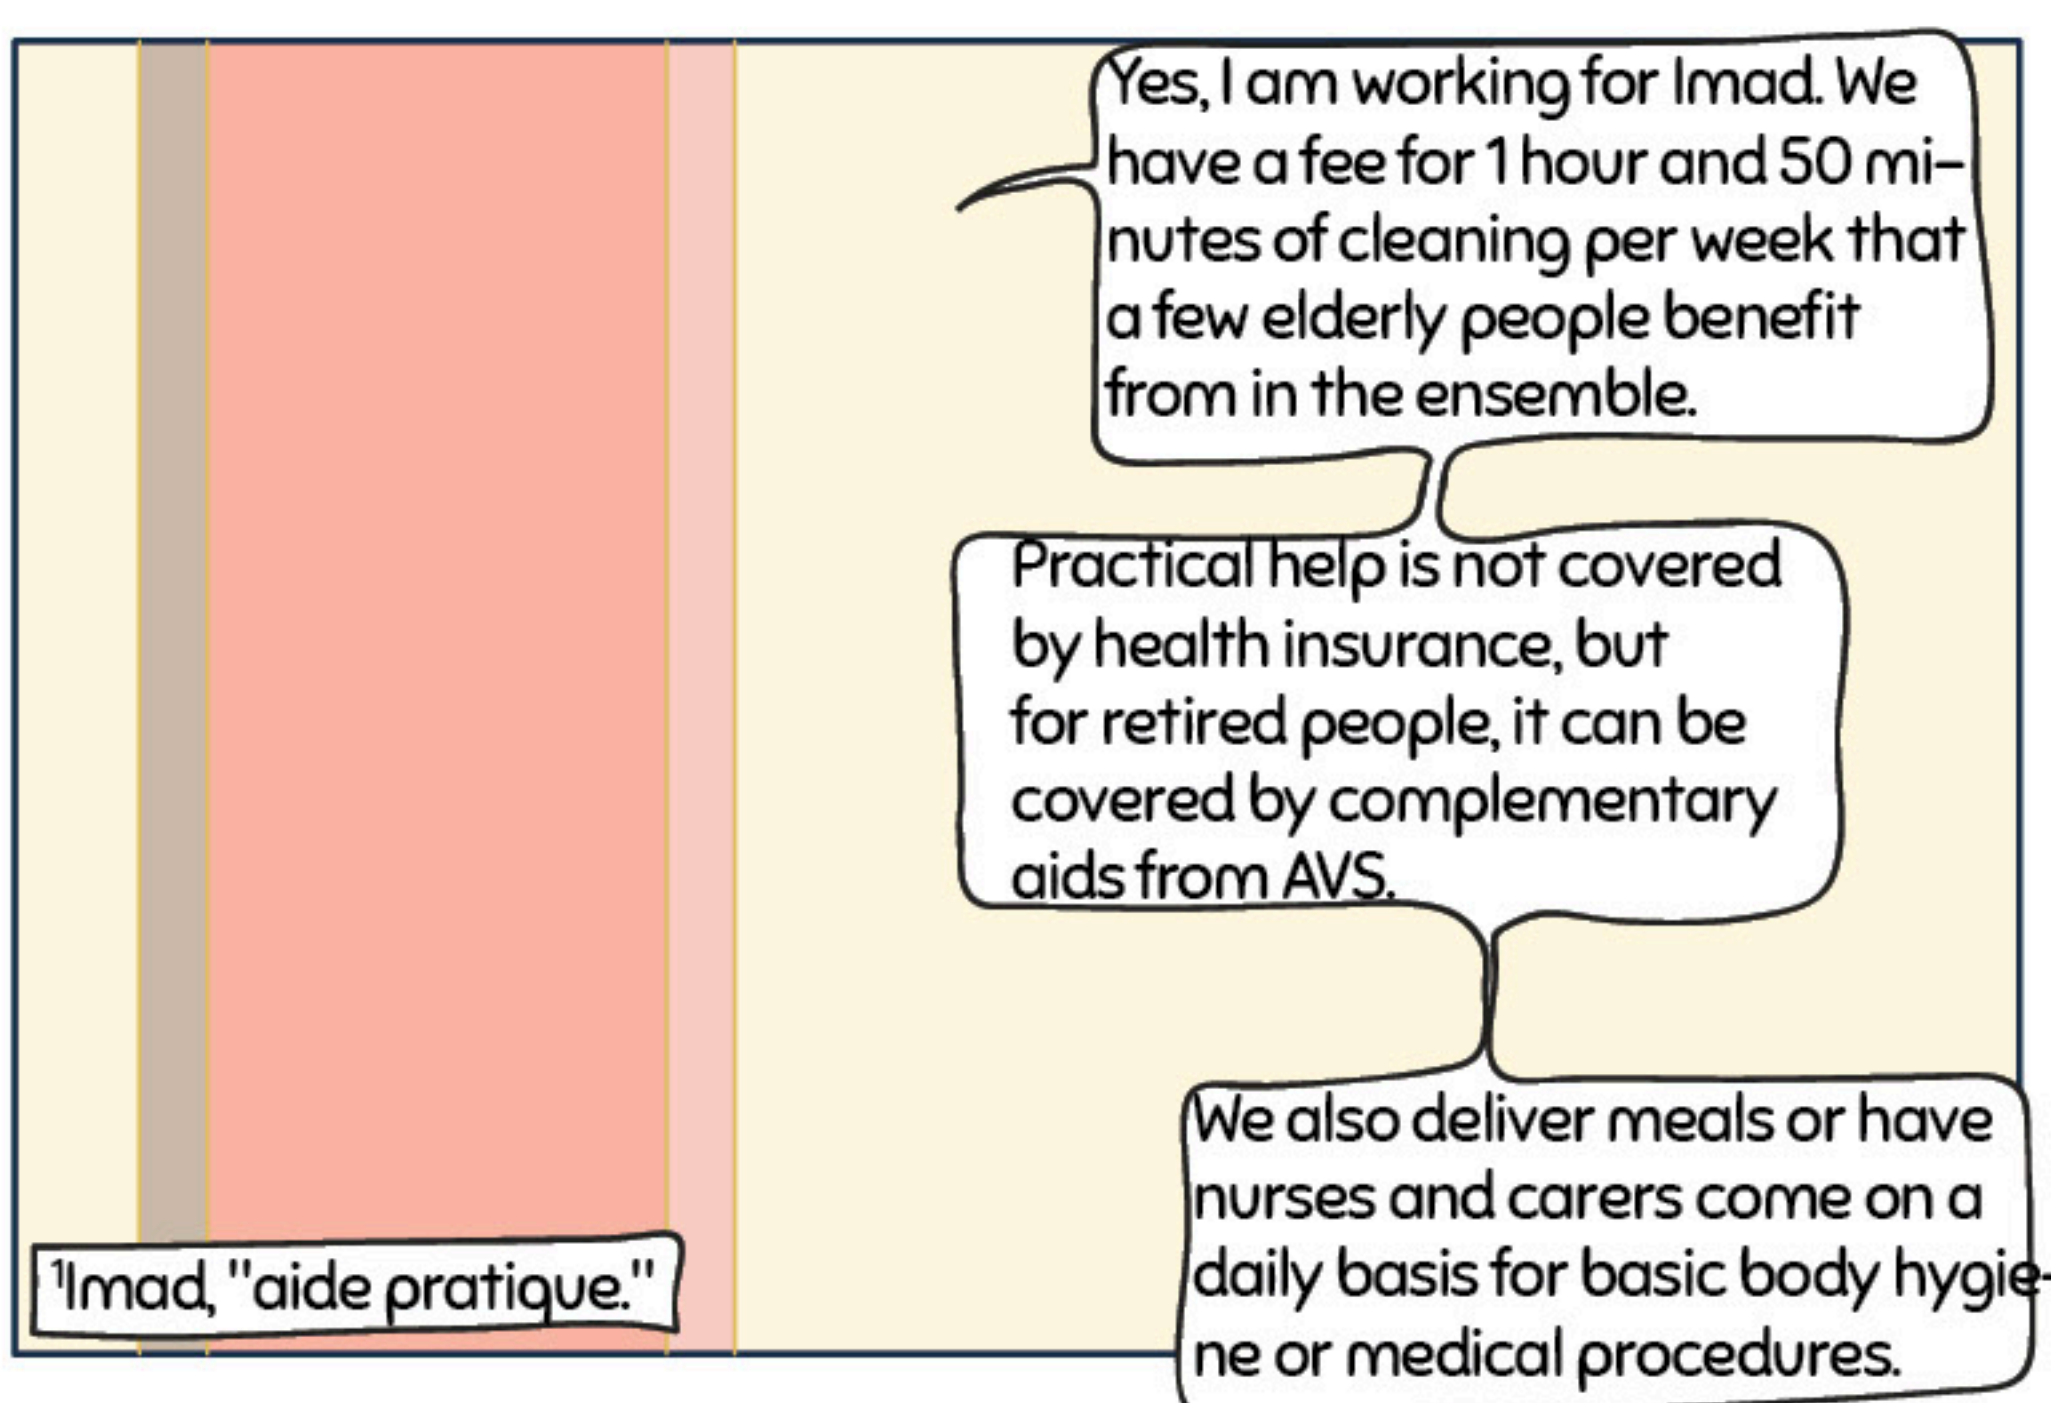 Yes, I am working for Imad. We
have a fee for 1 hour and 50 mi-
nutes of cleaning per week that
a few elderly people benefit
from in the ensemble.
Practical help is not covered
by health insurance, but
for retired people, it can be
covered by complementary
aids from AVS.
We also deliver meals or have
nurses and carers come on a
daily basis for basic body hygie-
ne or medical procedures.
¹Imad, "aide pratique."